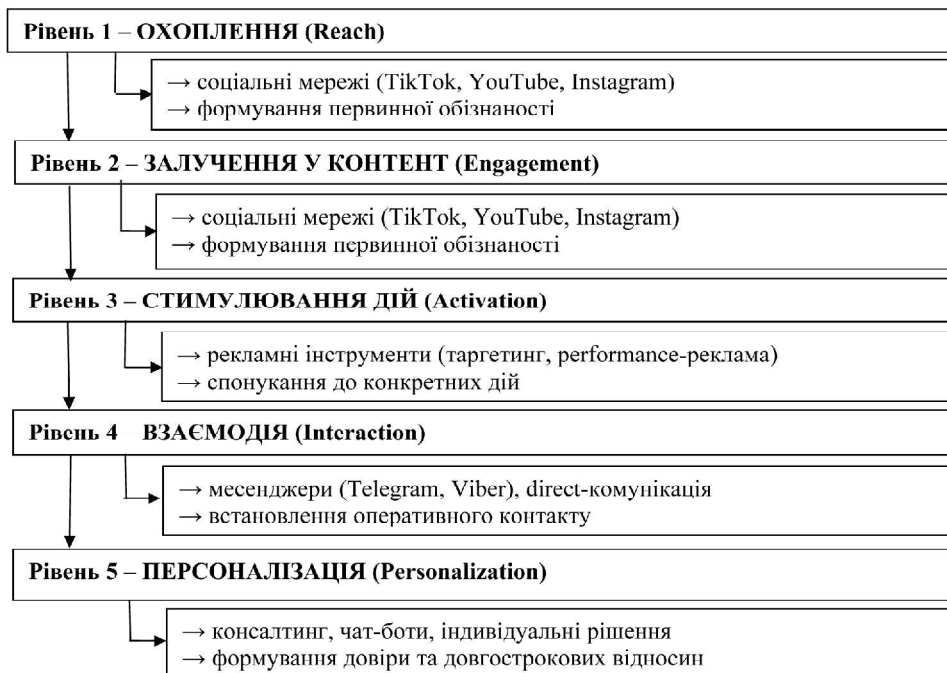 Рівень 1 – ОХОПЛЕННЯ (Reach)
→ соціальні мережі (TikTok, YouTube, Instagram)
→ формування первинної обізнаності
Рівень 2 – ЗАЛУЧЕННЯ У КОНТЕНТ (Engagement)
→ соціальні мережі (TikTok, YouTube, Instagram)
→ формування первинної обізнаності
Рівень 3 – СТИМУЛЮВАННЯ ДІЙ (Activation)
→ рекламні інструменти (таргетинг, performance-реклама)
→ спонукання до конкретних дій
Рівень 4 – ВЗАЄМОДІЯ (Interaction)
→ месенджери (Telegram, Viber), direct-комунікація
→ встановлення оперативного контакту
Рівень 5 – ПЕРСОНАЛІЗАЦІЯ (Personalization)
→ консалтинг, чат-боти, індивідуальні рішення
→ формування довіри та довгострокових відносин